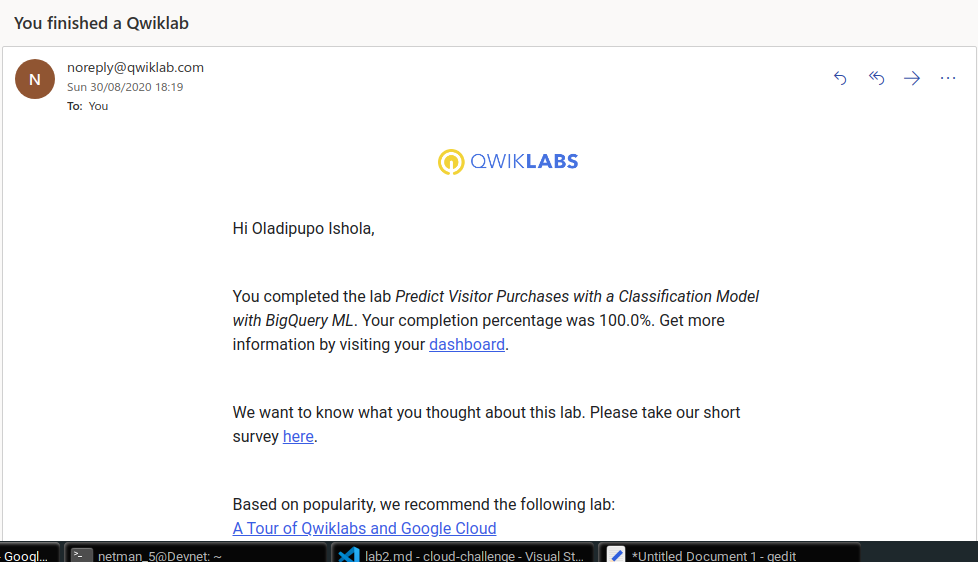 You finished a Qwiklab
N
noreply@qwiklab.com
Sun 30/08/2020 18:19
To: You
QWIKLABS
Hi Oladipupo Ishola,
You completed the lab Predict Visitor Purchases with a Classification Model
with BigQuery ML. Your completion percentage was 100.0%. Get more
information by visiting your dashboard.
We want to know what you thought about this lab. Please take our short
survey here.
Based on popularity, we recommend the following lab:
A Tour of Qwiklabs and Google Cloud
- Googl... netman_5@Devnet: ~ lab2.md - cloud-challenge - Visual St... *Untitled Document 1 - gedit